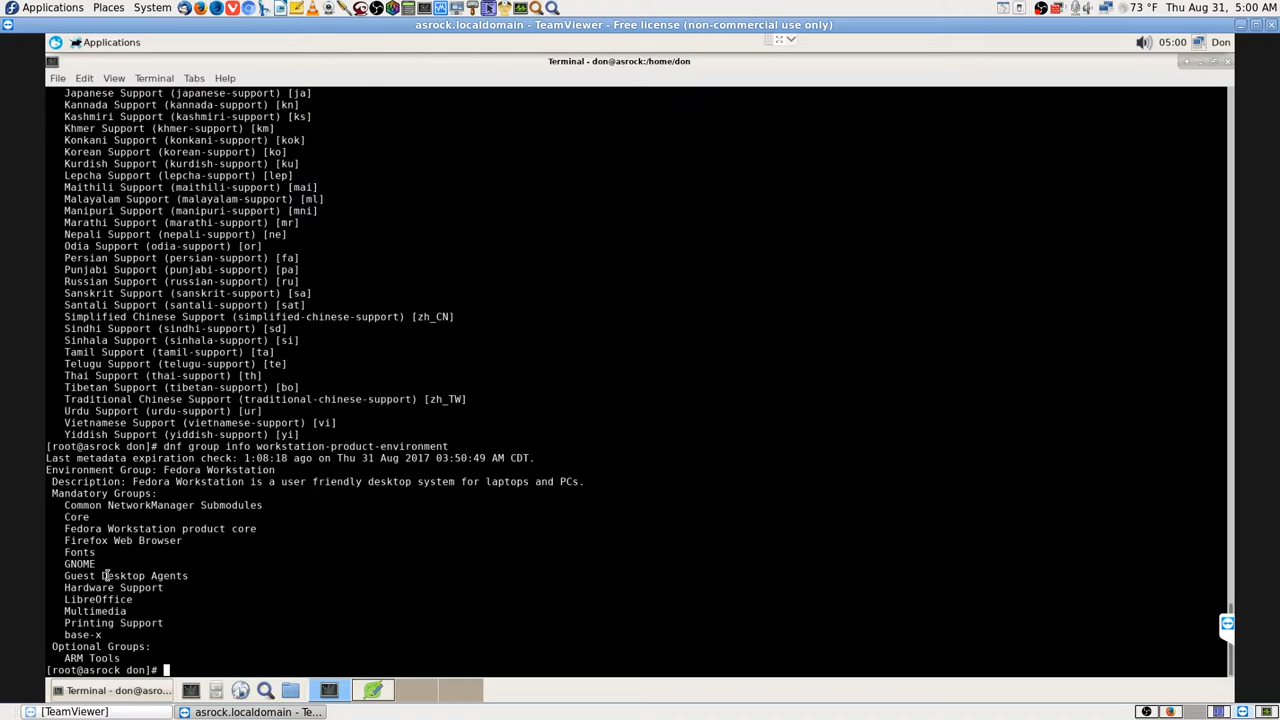 Applications Places System 73 °F Thu Aug 31, 5:00 AM
asrock.localdomain - TeamViewer - Free license (non-commercial use only)
Applications 05:00 Don
Terminal - don@asrock:/home/don
File Edit View Terminal Tabs Help
Japanese Support (japanese-support) [ja]
Kannada Support (kannada-support) [kn]
Kashmiri Support (kashmiri-support) [ks]
Khmer Support (khmer-support) [km]
Konkani Support (konkani-support) [kok]
Korean Support (korean-support) [ko]
Kurdish Support (kurdish-support) [ku]
Lepcha Support (lepcha-support) [lep]
Maithili Support (maithili-support) [mai]
Malayalam Support (malayalam-support) [ml]
Manipuri Support (manipuri-support) [mni]
Marathi Support (marathi-support) [mr]
Nepali Support (nepali-support) [ne]
Odia Support (odia-support) [or]
Persian Support (persian-support) [fa]
Punjabi Support (punjabi-support) [pa]
Russian Support (russian-support) [ru]
Sanskrit Support (sanskrit-support) [sa]
Santali Support (santali-support) [sat]
Simplified Chinese Support (simplified-chinese-support) [zh_CN]
Sindhi Support (sindhi-support) [sd]
Sinhala Support (sinhala-support) [si]
Tamil Support (tamil-support) [ta]
Telugu Support (telugu-support) [te]
Thai Support (thai-support) [th]
Tibetan Support (tibetan-support) [bo]
Traditional Chinese Support (traditional-chinese-support) [zh_TW]
Urdu Support (urdu-support) [ur]
Vietnamese Support (vietnamese-support) [vi]
Yiddish Support (yiddish-support) [yi]
[root@asrock don]# dnf group info workstation-product-environment
Last metadata expiration check: 1:08:18 ago on Thu 31 Aug 2017 03:50:49 AM CDT.
Environment Group: Fedora Workstation
Description: Fedora Workstation is a user friendly desktop system for laptops and PCs.
Mandatory Groups:
Common NetworkManager Submodules
Core
Fedora Workstation product core
Firefox Web Browser
Fonts
GNOME
Guest Desktop Agents
Hardware Support
LibreOffice
Multimedia
Printing Support
base-x
Optional Groups:
ARM Tools
[root@asrock don]#
Terminal - don@asro...
[TeamViewer] asrock.localdomain - Te...